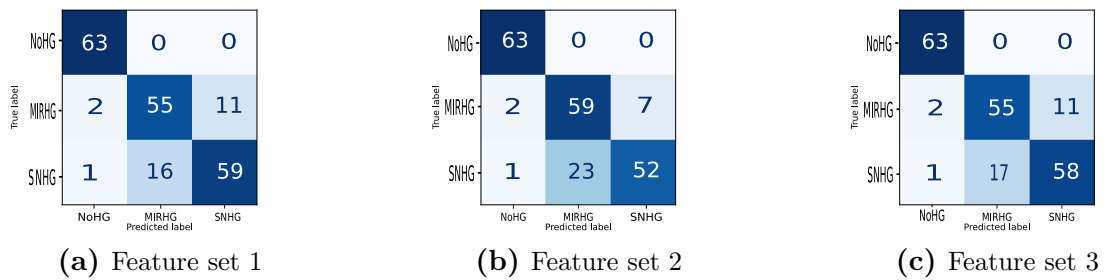 NoHG 63 0 0
MIRHG 2 55 11
SNHG 1 16 59
NoHG MIRHG SNHG
Predicted label
True label
(a) Feature set 1
NoHG 63 0 0
MIRHG 2 59 7
SNHG 1 23 52
NoHG MIRHG SNHG
Predicted label
True label
(b) Feature set 2
NoHG 63 0 0
MIRHG 2 55 11
SNHG 1 17 58
NoHG MIRHG SNHG
Predicted label
True label
(c) Feature set 3